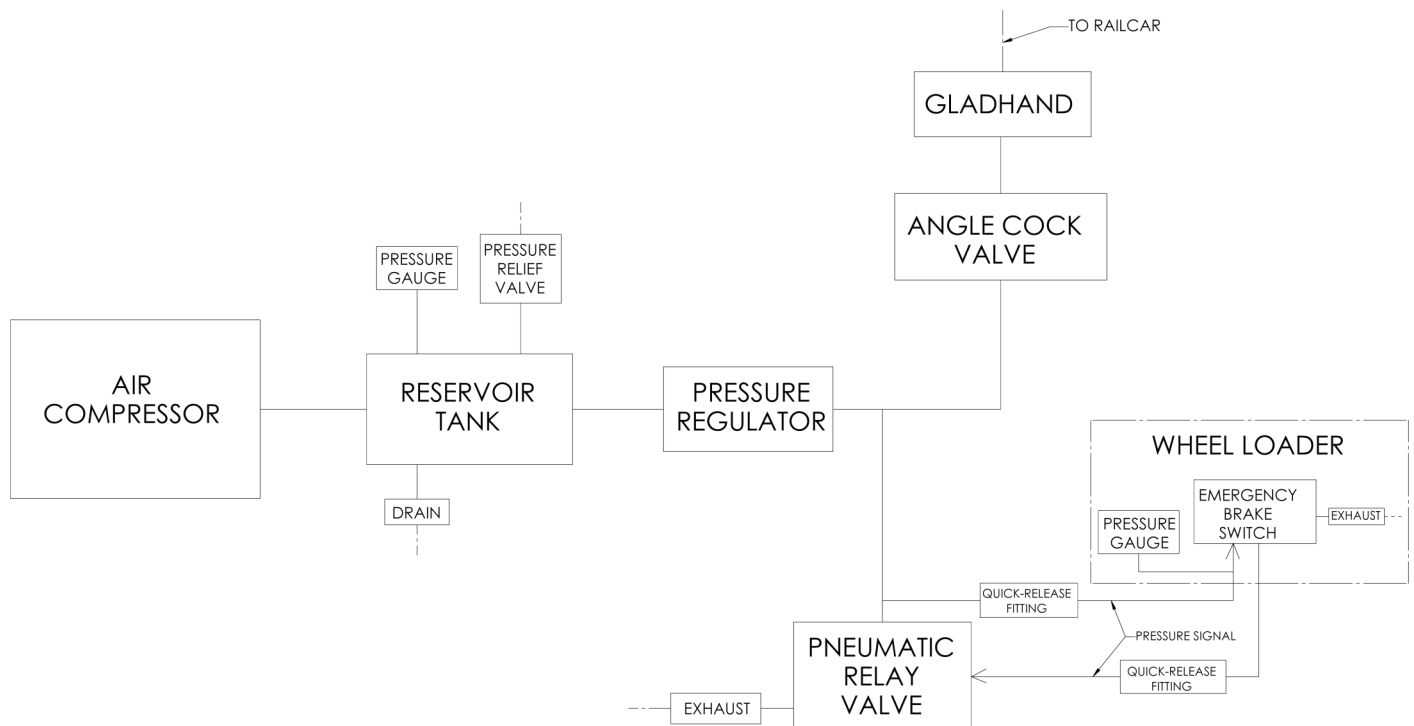 TO RAILCAR
GLADHAND
ANGLE COCK
VALVE
PRESSURE
GAUGE
PRESSURE
RELIEF
VALVE
AIR
COMPRESSOR
RESERVOIR
TANK
PRESSURE
REGULATOR
DRAIN
WHEEL LOADER
PRESSURE
GAUGE
EMERGENCY
BRAKE
SWITCH
EXHAUST
QUICK-RELEASE
FITTING
PRESSURE SIGNAL
QUICK-RELEASE
FITTING
PNEUMATIC
RELAY
VALVE
EXHAUST